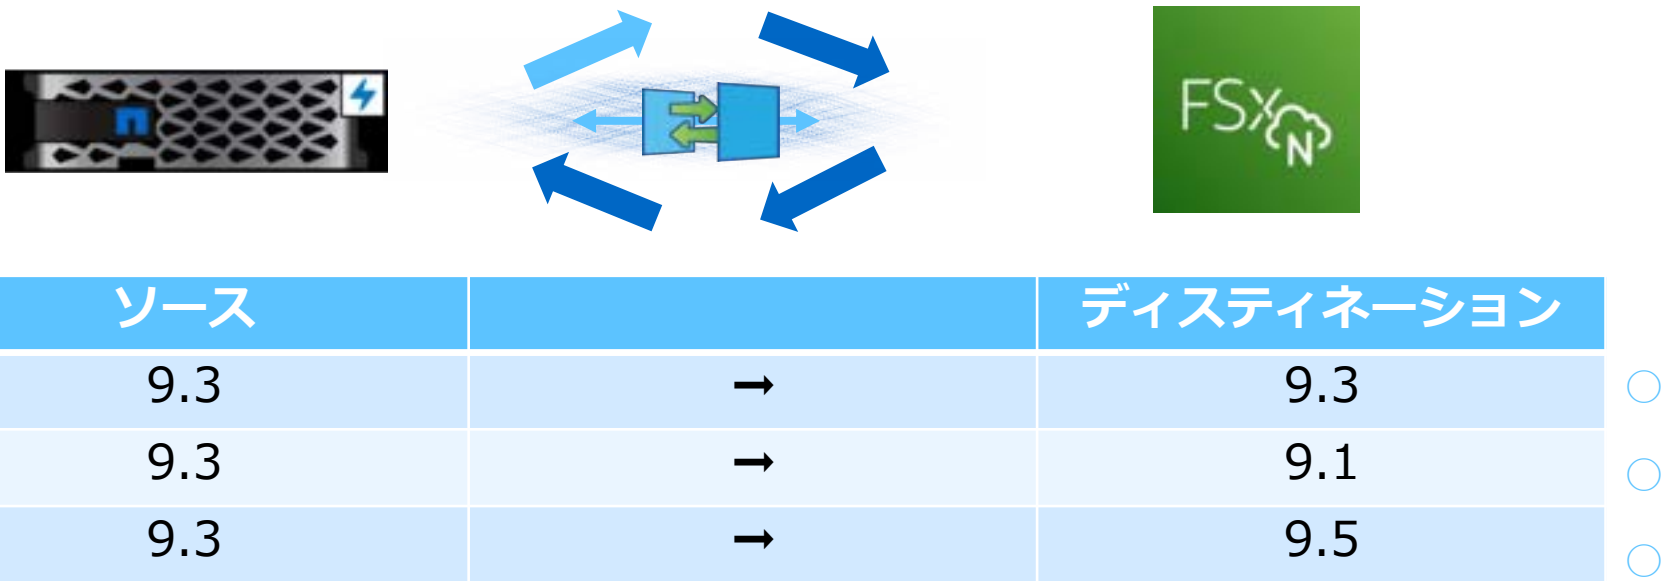 FSx
N
ソース ディスティネーション
9.3 → 9.3 ○
9.3 → 9.1 ○
9.3 → 9.5 ○